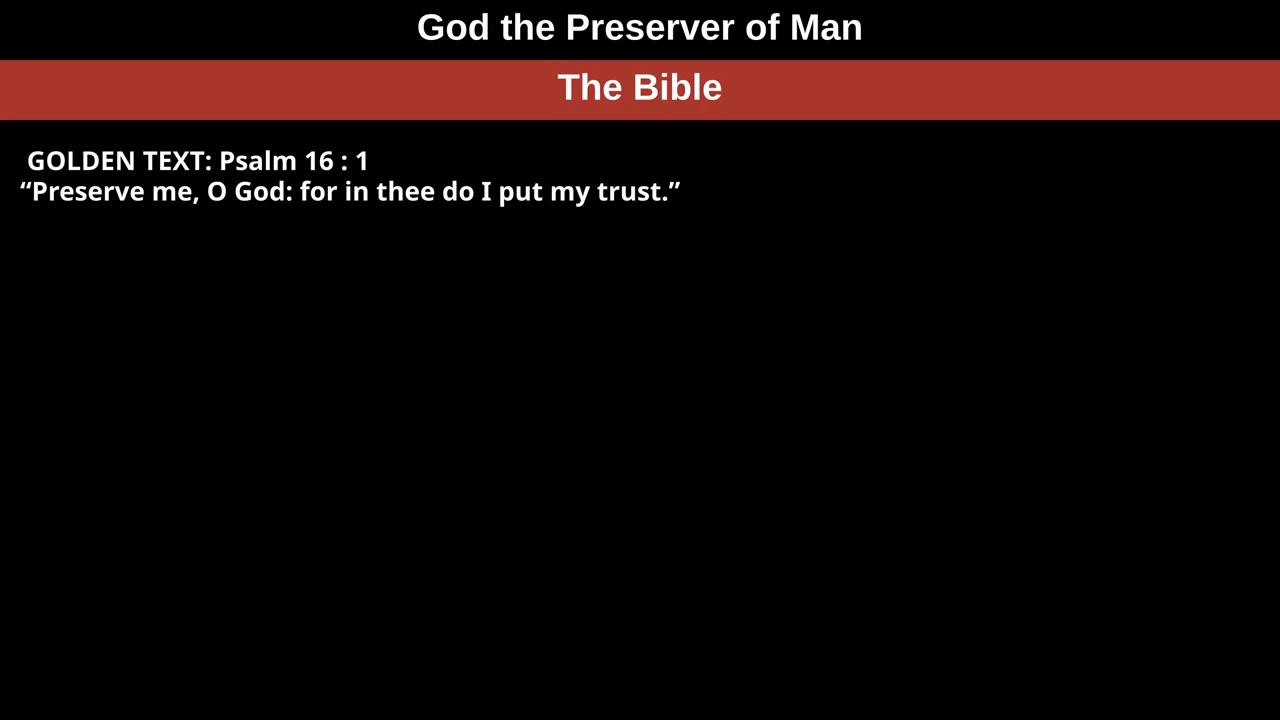 God the Preserver of Man
The Bible
GOLDEN TEXT: Psalm 16 : 1
“Preserve me, O God: for in thee do I put my trust.”